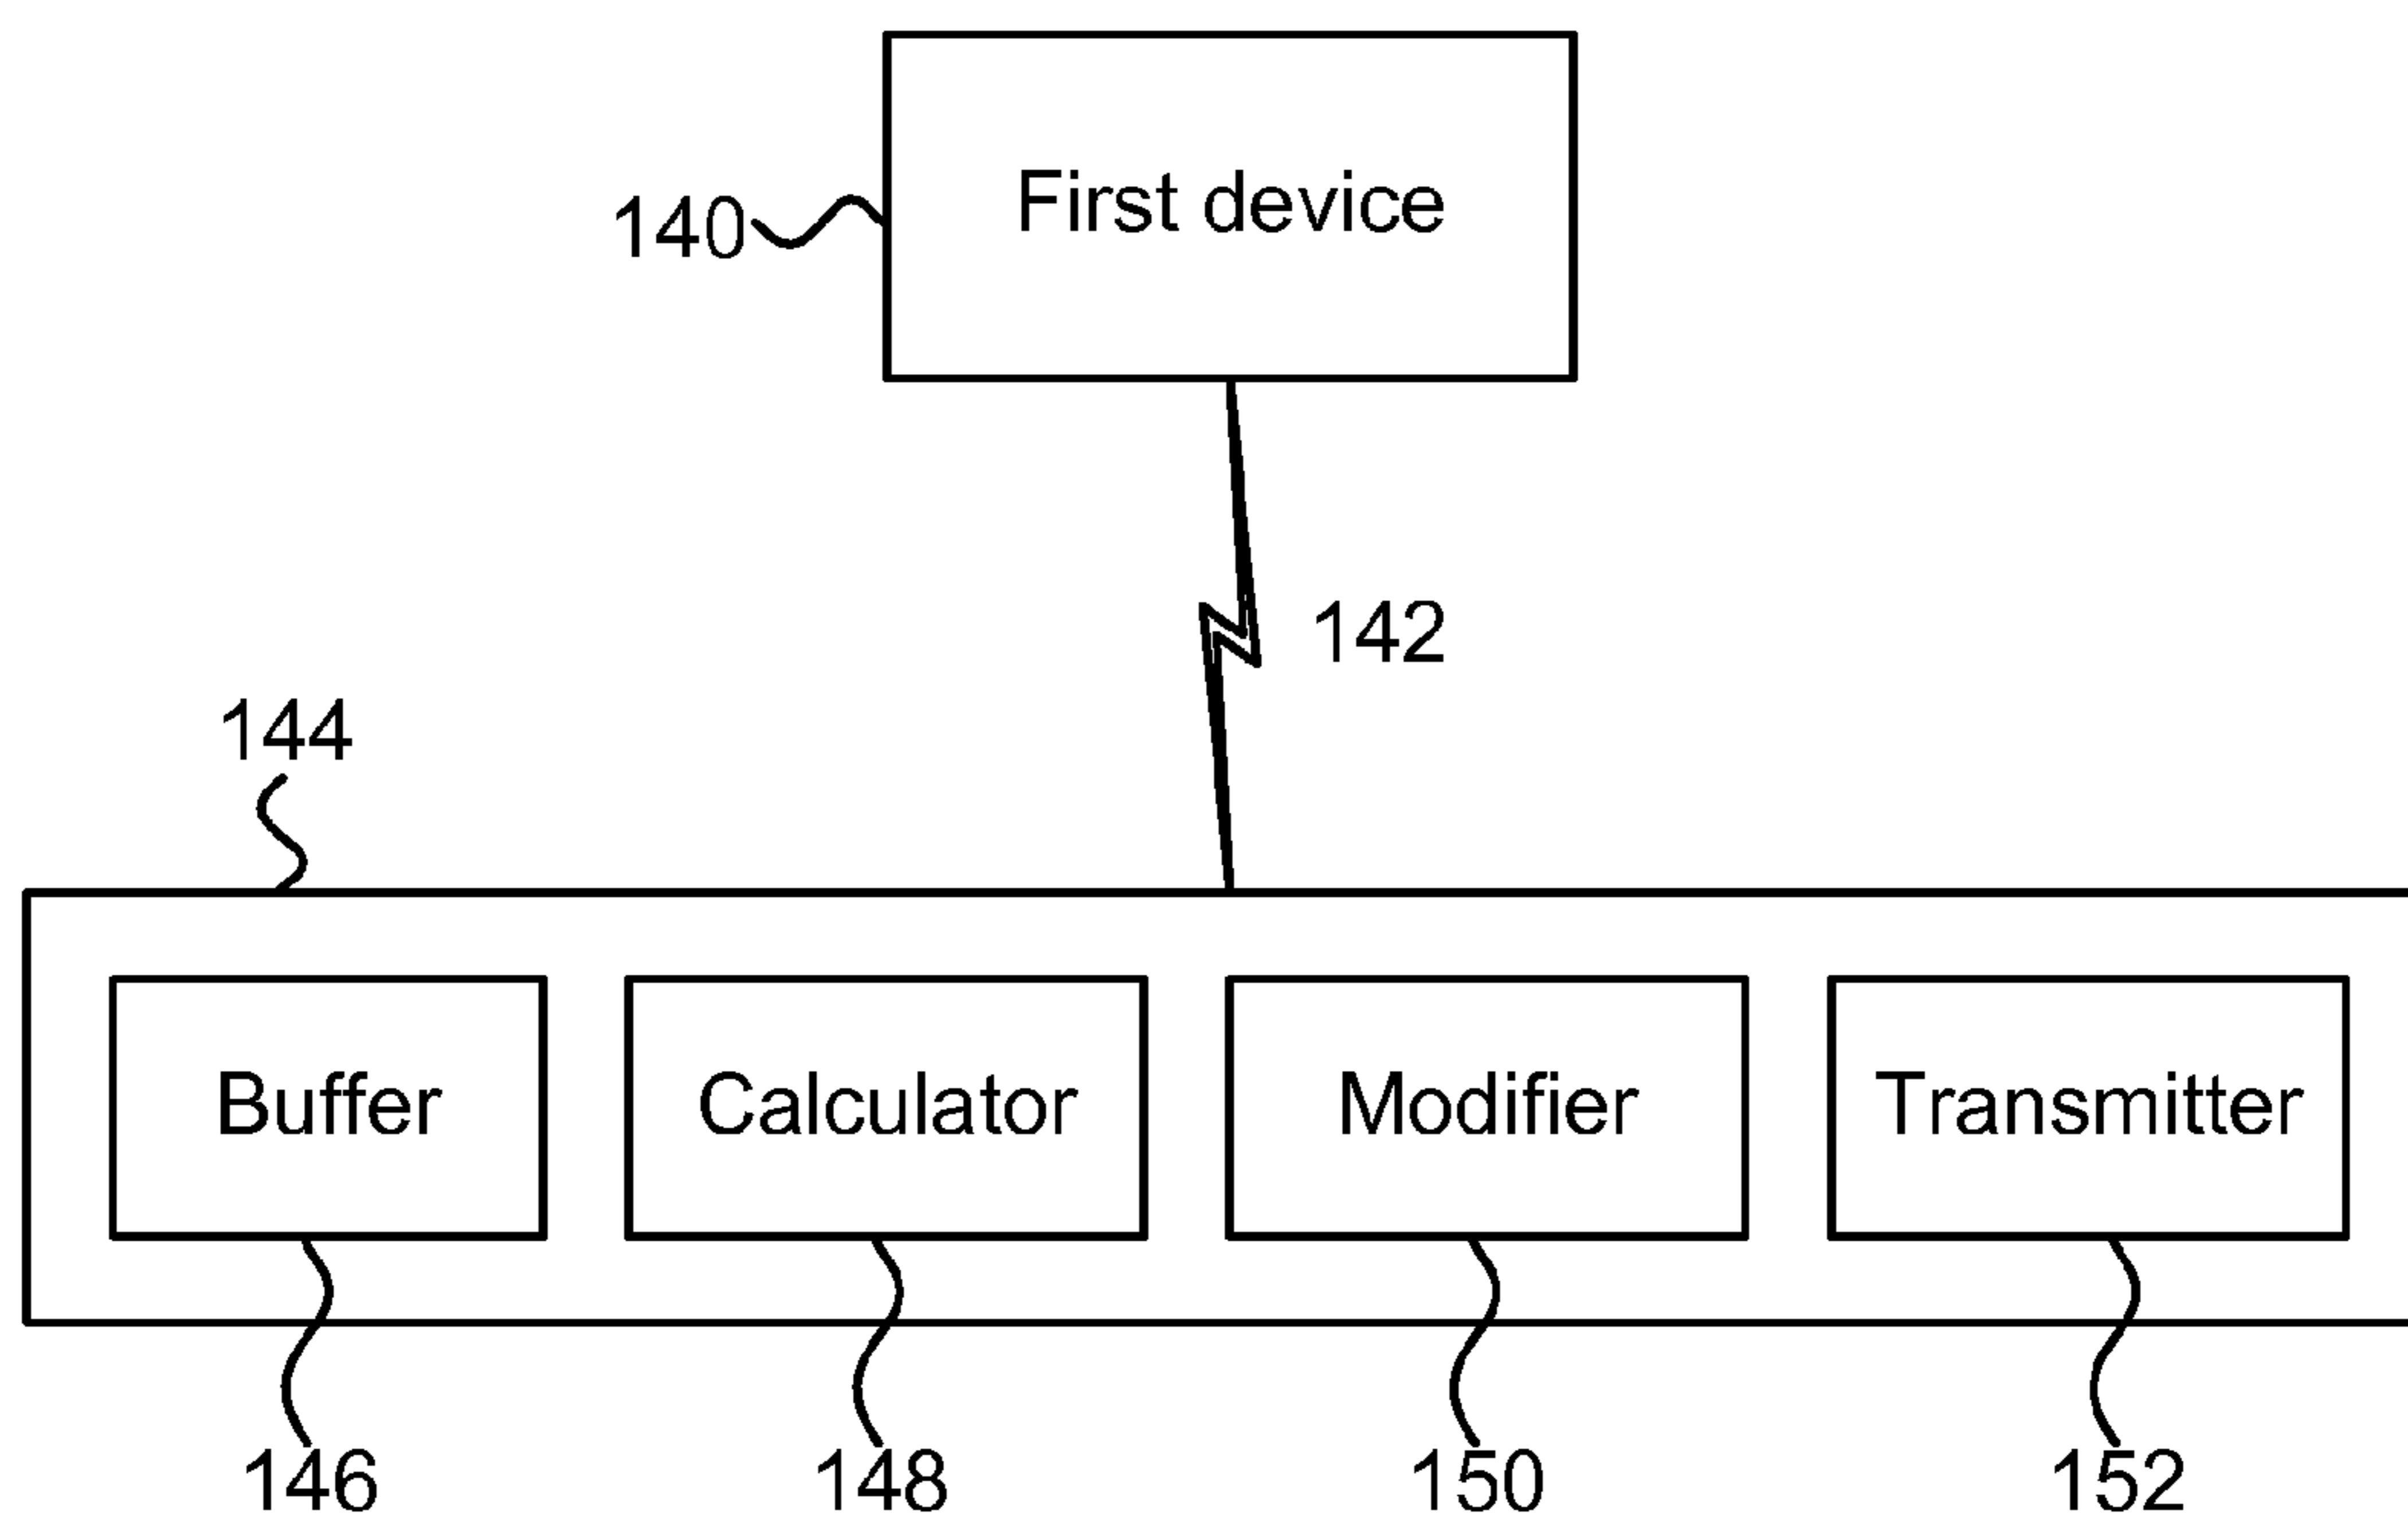 First device
140
142
144
Buffer
Calculator
Modifier
Transmitter
146
148
150
152